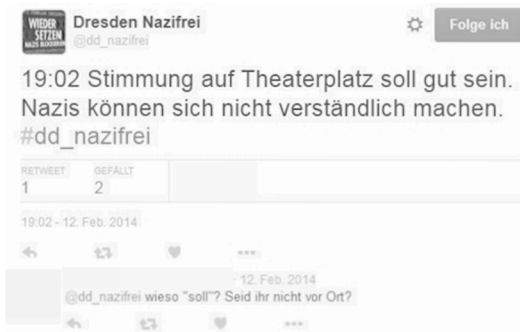 WIEDER
SETZEN
NAZIS BLOCKIEREN
Dresden Nazifrei
@dd_nazifrei
Folge ich
19:02 Stimmung auf Theaterplatz soll gut sein.
Nazis können sich nicht verständlich machen.
#dd_nazifrei
RETWEET GEFÄLLT
1 2
19:02 - 12. Feb. 2014
12. Feb. 2014
@dd_nazifrei wieso "soll"? Seid ihr nicht vor Ort?